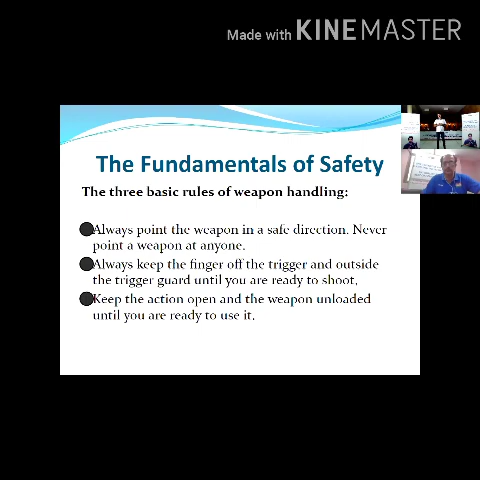 Made with KINEMASTER
The Fundamentals of Safety
The three basic rules of weapon handling:
Always point the weapon in a safe direction. Never
point a weapon at anyone.
Always keep the finger off the trigger and outside
the trigger guard until you are ready to shoot.
Keep the action open and the weapon unloaded
until you are ready to use it.